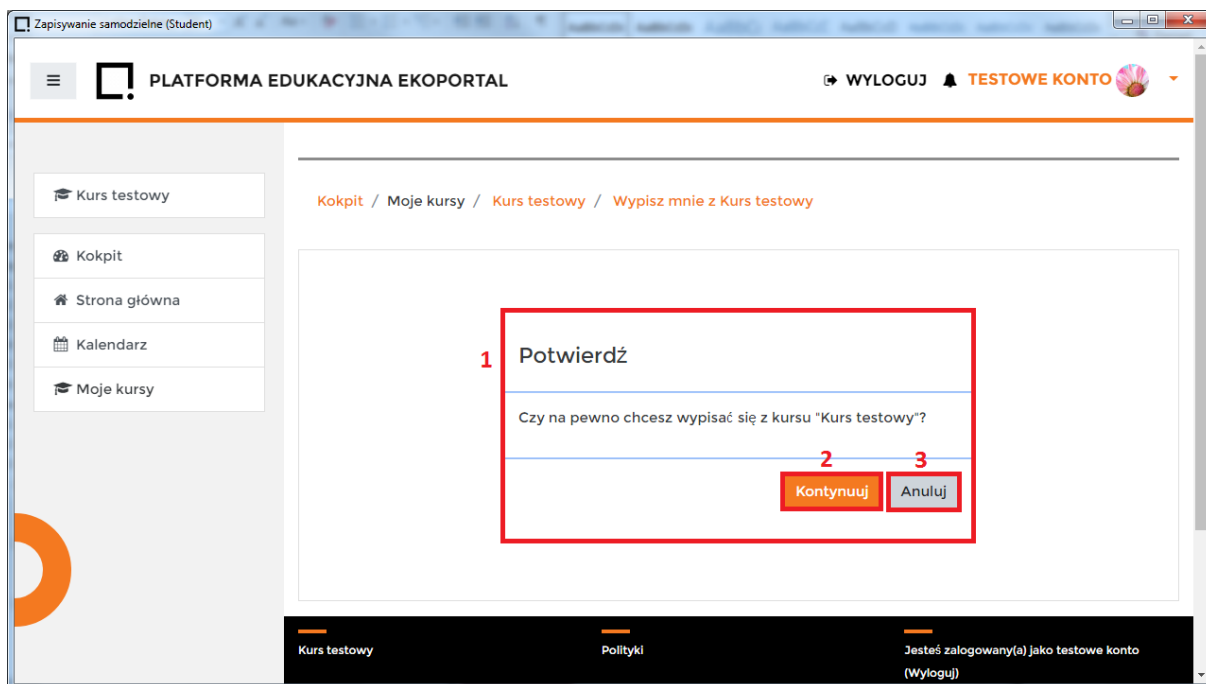 Zapisywanie samodzielne (Student)
PLATFORMA EDUKACYJNA EKOPORTAL
WYLOGUJ
TESTOWE KONTO
Kurs testowy
Kokpit
Strona główna
Kalendarz
Moje kursy
Kokpit / Moje kursy / Kurs testowy / Wypisz mnie z Kurs testowy
1
Potwierdź
Czy na pewno chcesz wypisać się z kursu "Kurs testowy"?
2 3
Kontynuuj Anuluj
Kurs testowy
Polityki
Jesteś zalogowany(a) jako testowe konto
(Wyloguj)